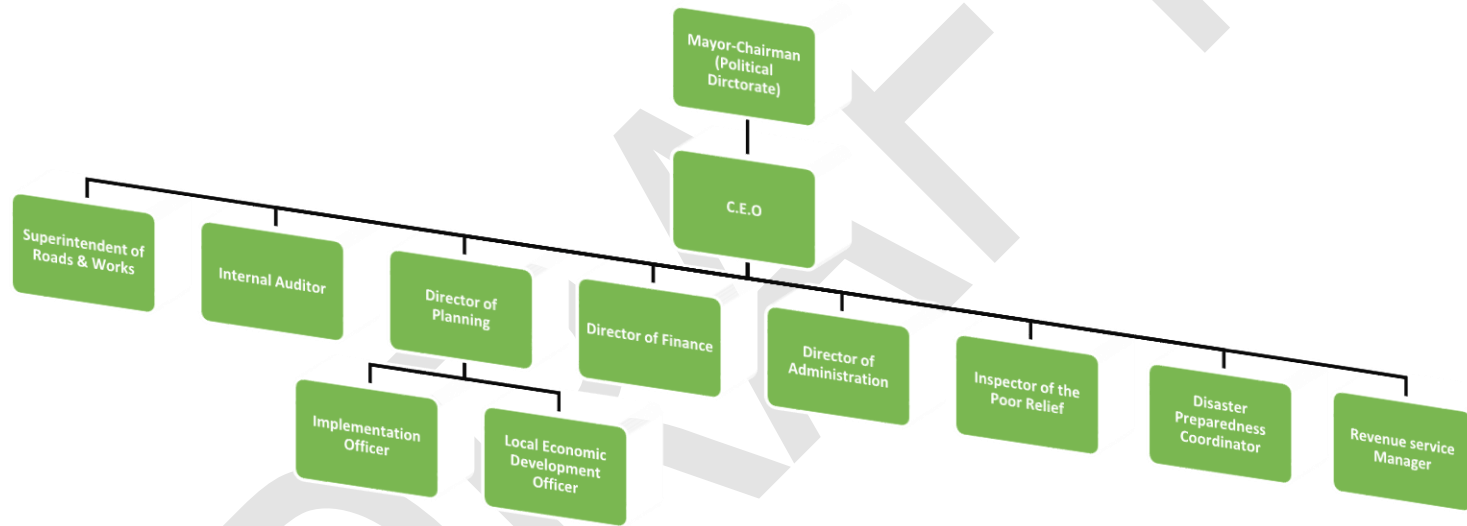 Mayor-Chairman
(Political
Dirctorate)
C.E.O
Superintendent of
Roads & Works
Internal Auditor
Director of
Planning
Director of Finance
Director of
Administration
Inspector of the
Poor Relief
Disaster
Preparedness
Coordinator
Revenue service
Manager
Implementation
Officer
Local Economic
Development
Officer